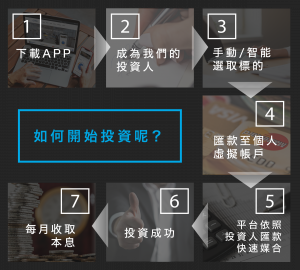 1
下載APP
2
成為我們的
投資人
3
手動/智能
選取標的
如何開始投資呢？
4
匯款至個人
虛擬帳戶
5
平台依照
投資人匯款
快速媒合
6
投資成功
7
每月收取
本息